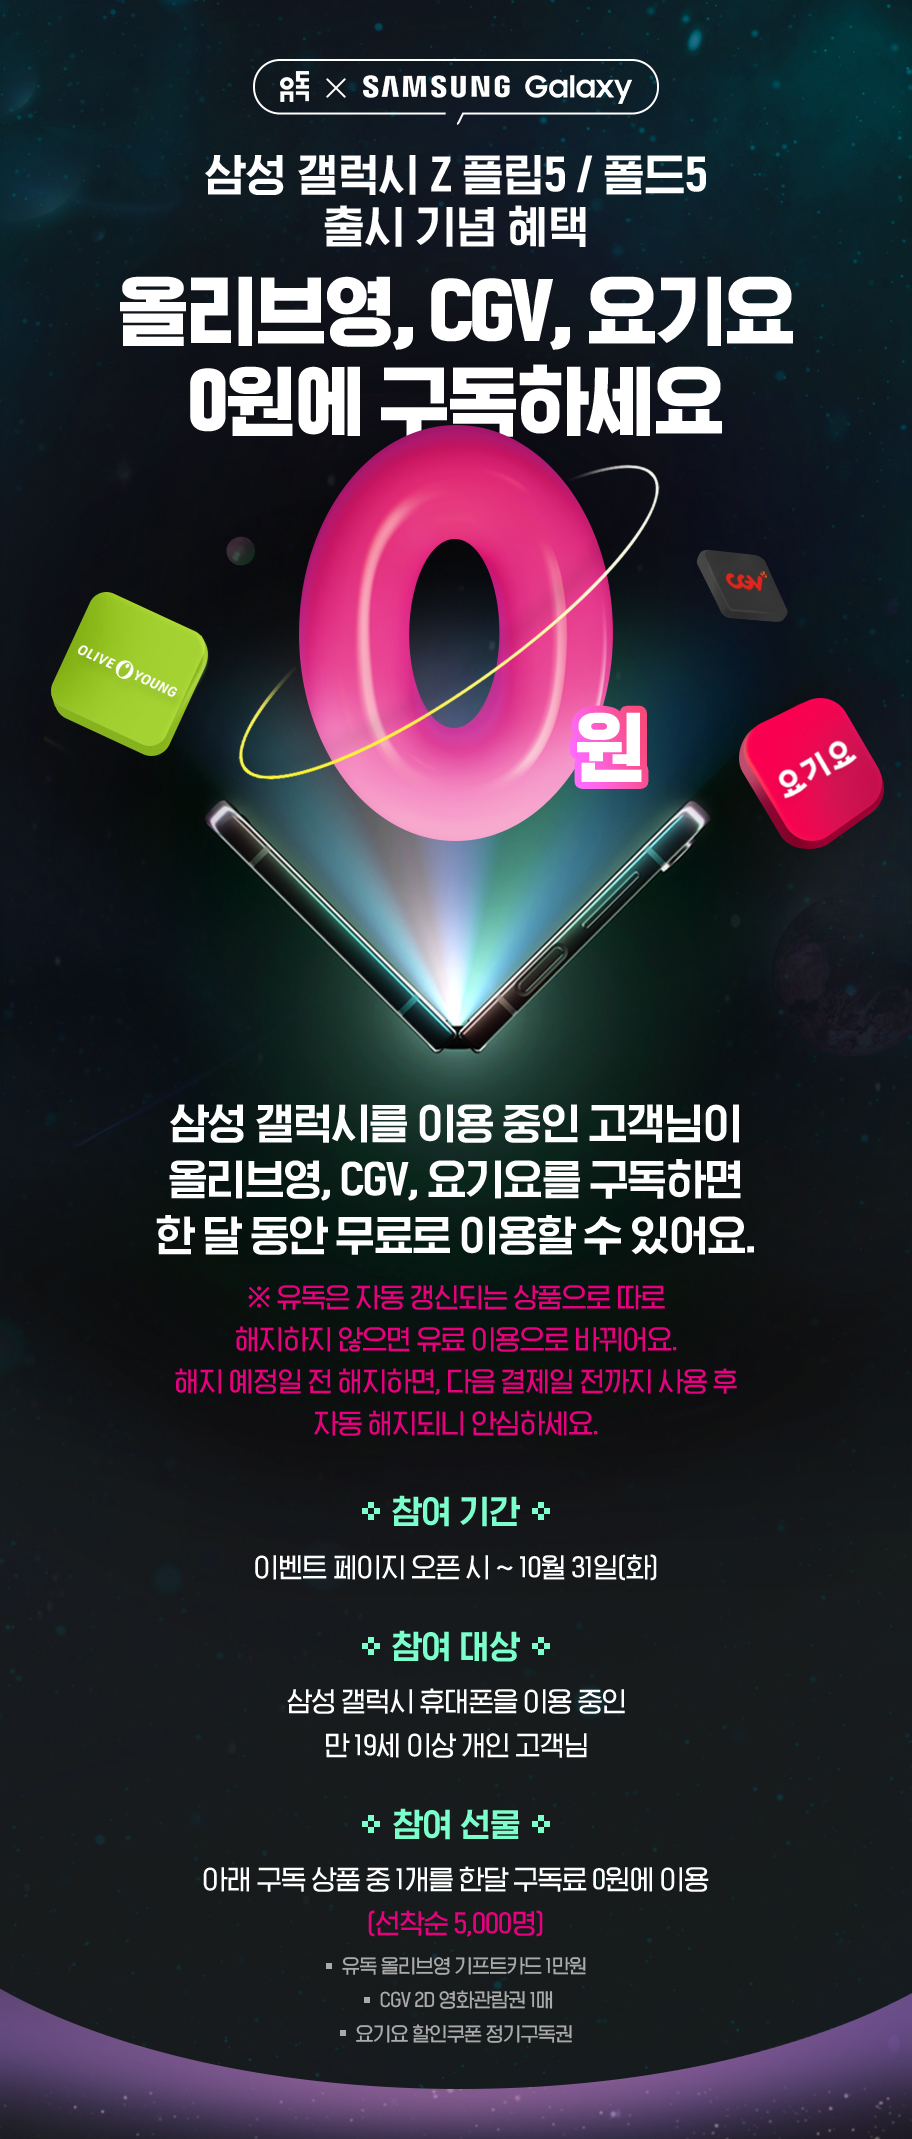 유독 × SAMSUNG Galaxy
삼성 갤럭시 Z 플립5 / 폴드5
출시 기념 혜택
올리브영, CGV, 요기요
0원에 구독하세요
0원
CGV
OLIVE YOUNG
요기요
삼성 갤럭시를 이용 중인 고객님이
올리브영, CGV, 요기요를 구독하면
한 달 동안 무료로 이용할 수 있어요.
※ 유독은 자동 갱신되는 상품으로 따로
해지하지 않으면 유료 이용으로 바뀌어요.
해지 예정일 전 해지하면, 다음 결제일 전까지 사용 후
자동 해지되니 안심하세요.
참여 기간
이벤트 페이지 오픈 시 ~ 10월 31일(화)
참여 대상
삼성 갤럭시 휴대폰을 이용 중인
만 19세 이상 개인 고객님
참여 선물
아래 구독 상품 중 1개를 한달 구독료 0원에 이용
(선착순 5,000명)
▪ 유독 올리브영 기프트카드 1만원
▪ CGV 2D 영화관람권 1매
▪ 요기요 할인쿠폰 정기구독권